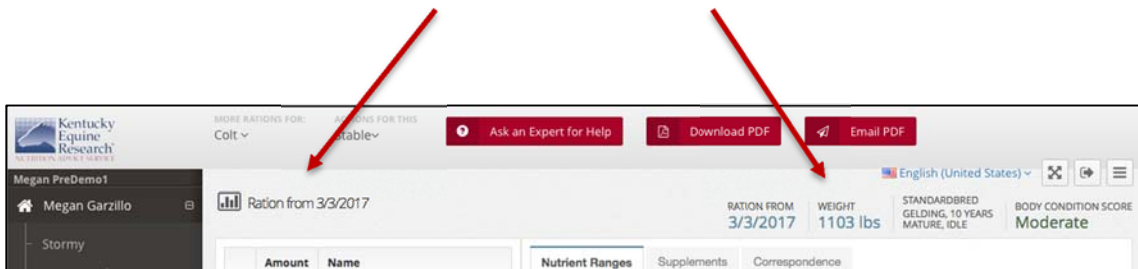 Kentucky
Equine
Research
NUTRITION ADVICE SERVICE
MORE RATIONS FOR:
Colt
ACTIONS FOR THIS
Stable
? Ask an Expert for Help
Download PDF
Email PDF
Megan PreDemo1
English (United States)
Megan Garzillo
Ration from 3/3/2017
RATION FROM
3/3/2017
WEIGHT
1103 lbs
STANDARDBRED
GELDING, 10 YEARS
MATURE, IDLE
BODY CONDITION SCORE
Moderate
Stormy
Amount Name
Nutrient Ranges Supplements Correspondence